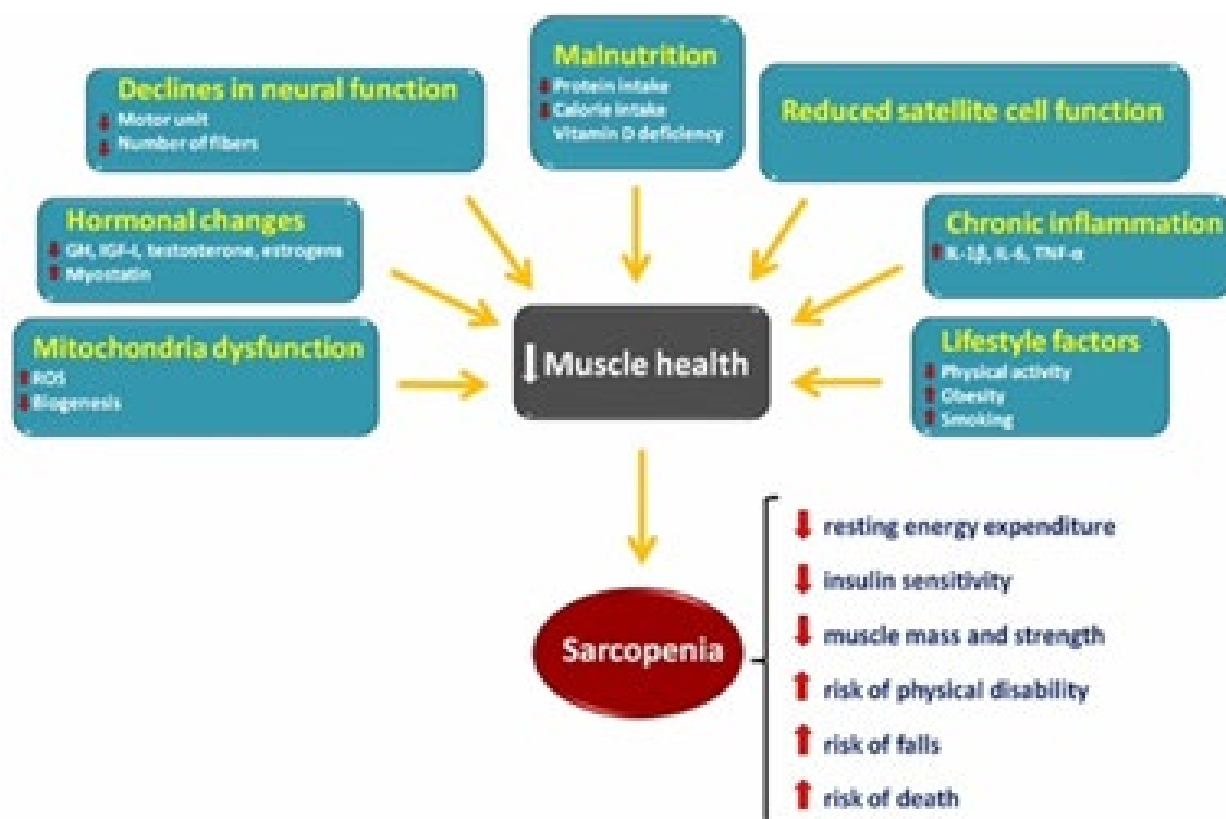 Malnutrition
↓ Protein intake
↓ Calorie intake
Vitamin D deficiency
Declines in neural function
↓ Motor unit
↓ Number of fibers
Reduced satellite cell function
Hormonal changes
↓ GH, IGF-I, testosterone, estrogens
↑ Myostatin
Chronic inflammation
↑ IL-1β, IL-6, TNF-α
Mitochondria dysfunction
↑ ROS
↓ Biogenesis
↓ Muscle health
Lifestyle factors
↓ Physical activity
↑ Obesity
↑ Smoking
Sarcopenia
↓ resting energy expenditure
↓ insulin sensitivity
↓ muscle mass and strength
↑ risk of physical disability
↑ risk of falls
↑ risk of death